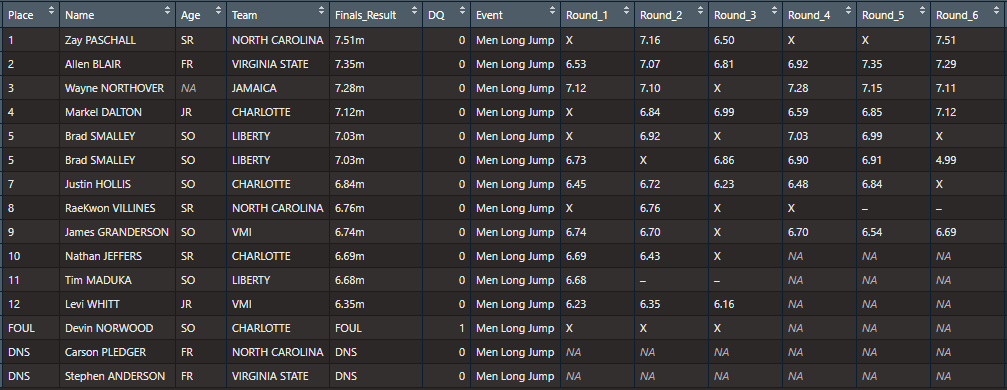 Place Name Age Team Finals_Result DQ Event Round_1 Round_2 Round_3 Round_4 Round_5 Round_6
1 Zay PASCHALL SR NORTH CAROLINA 7.51m 0 Men Long Jump X 7.16 6.50 X X 7.51
2 Allen BLAIR FR VIRGINIA STATE 7.35m 0 Men Long Jump 6.53 7.07 6.81 6.92 7.35 7.29
3 Wayne NORTHOVER NA JAMAICA 7.28m 0 Men Long Jump 7.12 7.10 X 7.28 7.15 7.11
4 Markel DALTON JR CHARLOTTE 7.12m 0 Men Long Jump X 6.84 6.99 6.59 6.85 7.12
5 Brad SMALLEY SO LIBERTY 7.03m 0 Men Long Jump X 6.92 X 7.03 6.99 X
5 Brad SMALLEY SO LIBERTY 7.03m 0 Men Long Jump 6.73 X 6.86 6.90 6.91 4.99
7 Justin HOLLIS SO CHARLOTTE 6.84m 0 Men Long Jump 6.45 6.72 6.23 6.48 6.84 X
8 RaeKwon VILLINES SR NORTH CAROLINA 6.76m 0 Men Long Jump X 6.76 X X – –
9 James GRANDERSON SO VMI 6.74m 0 Men Long Jump 6.74 6.70 X 6.70 6.54 6.69
10 Nathan JEFFERS SR CHARLOTTE 6.69m 0 Men Long Jump 6.69 6.43 X NA NA NA
11 Tim MADUKA SO LIBERTY 6.68m 0 Men Long Jump 6.68 – – NA NA NA
12 Levi WHITT JR VMI 6.35m 0 Men Long Jump 6.23 6.35 6.16 NA NA NA
FOUL Devin NORWOOD SO CHARLOTTE FOUL 1 Men Long Jump X X X NA NA NA
DNS Carson PLEDGER FR NORTH CAROLINA DNS 0 Men Long Jump NA NA NA NA NA NA
DNS Stephen ANDERSON FR VIRGINIA STATE DNS 0 Men Long Jump NA NA NA NA NA NA